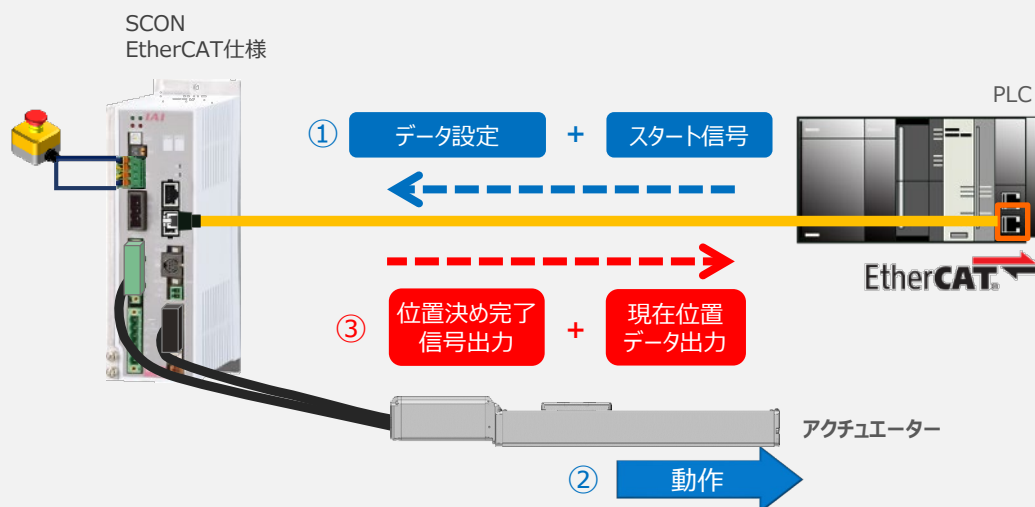 SCON
EtherCAT仕様
IAI
PLC
① データ設定 + スタート信号
EtherCAT®
③ 位置決め完了
信号出力 + 現在位置
データ出力
アクチュエーター
② 動作